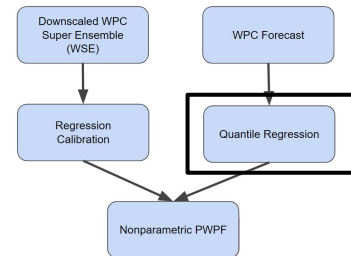 Downscaled WPC
Super Ensemble
(WSE)
WPC Forecast
Regression
Calibration
Quantile Regression
Nonparametric PWPF